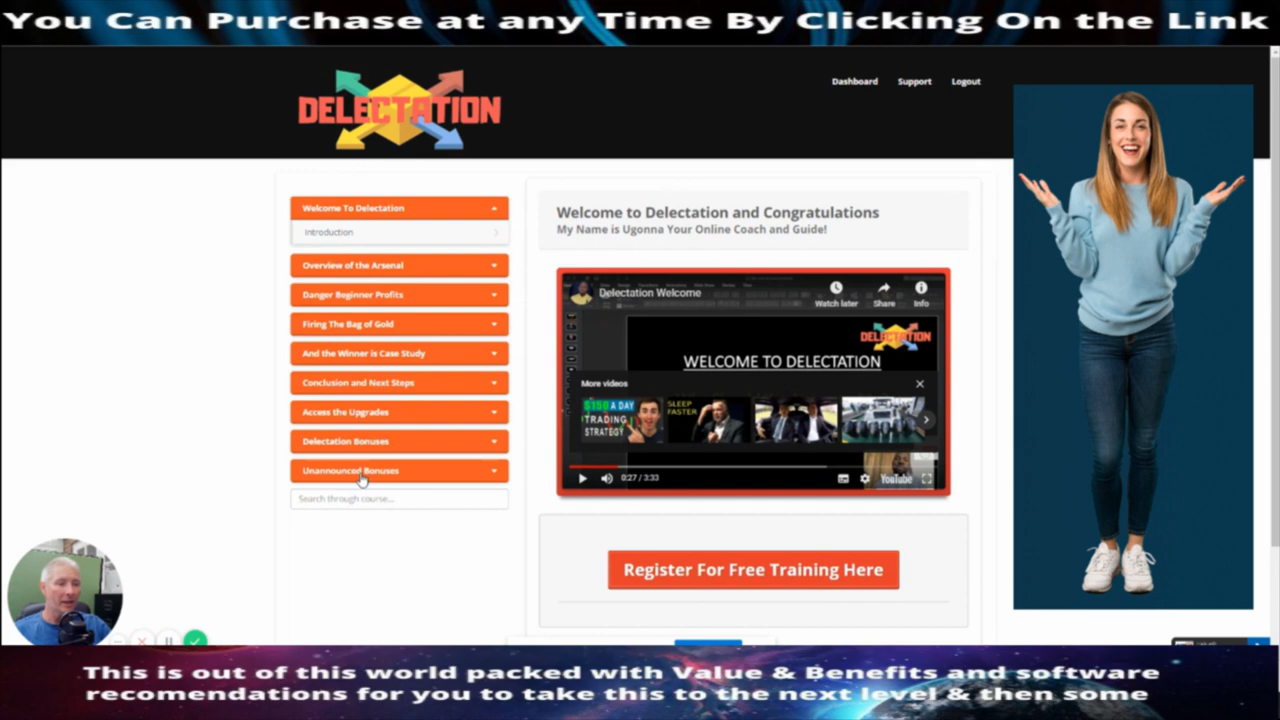 You Can Purchase at any Time By Clicking On the Link
DELECTATION
Dashboard
Support
Logout
Welcome To Delectation
Introduction
Overview of the Arsenal
Danger Beginner Profits
Firing The Bag of Gold
And the Winner is Case Study
Conclusion and Next Steps
Access the Upgrades
Delectation Bonuses
Unannounced Bonuses
Search through course...
Welcome to Delectation and Congratulations
My Name is Ugonna Your Online Coach and Guide!
Delectation Welcome
Watch later
Share
Info
DELECTATION
WELCOME TO DELECTATION
More videos
$150 A DAY
TRADING
STRATEGY
SLEEP
FASTER
0:27 / 3:33
YouTube
Register For Free Training Here
This is out of this world packed with Value & Benefits and software
recomendations for you to take this to the next level & then some